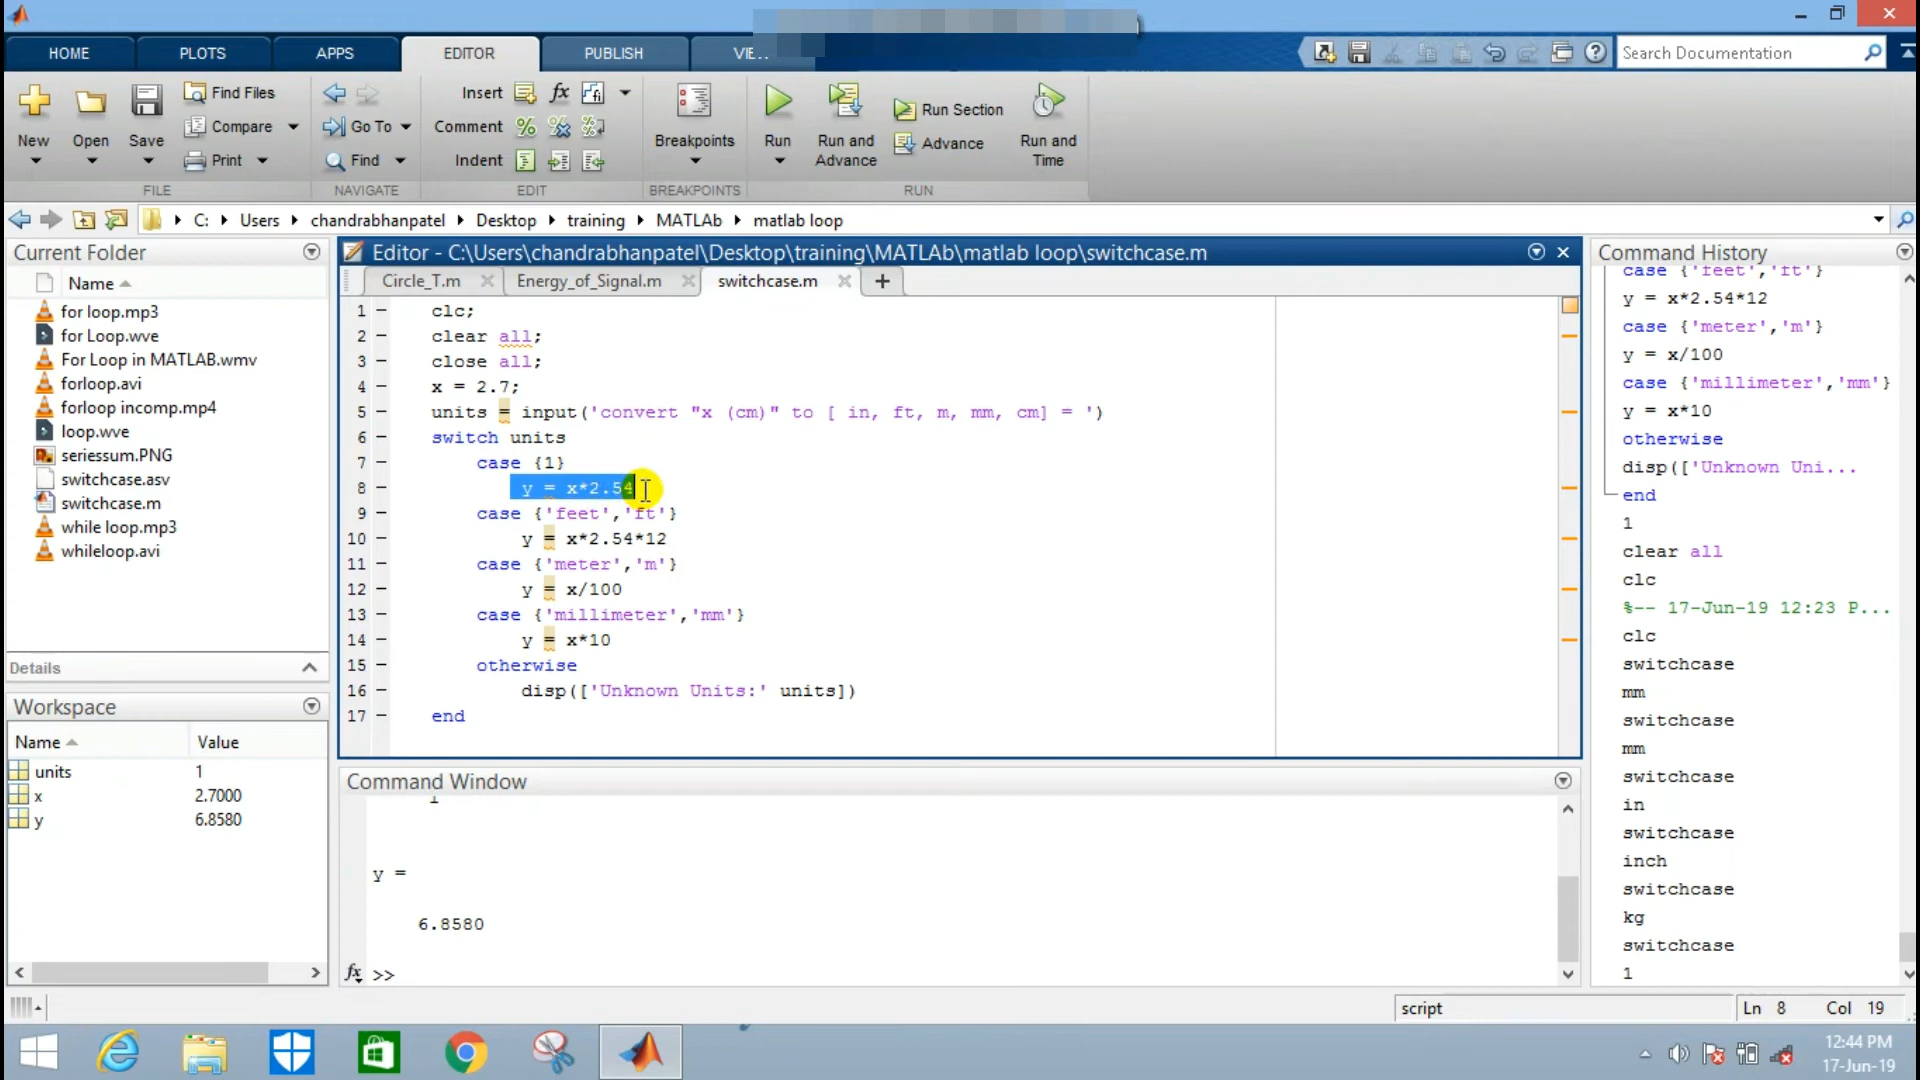 HOME
PLOTS
APPS
EDITOR
PUBLISH
Search Documentation
New
Open
Save
Find Files
Compare
Print
FILE
Go To
Find
NAVIGATE
Insert
Comment
Indent
EDIT
Breakpoints
BREAKPOINTS
Run
Run and Advance
Run Section
Advance
Run and Time
RUN
C: Users chandrabhanpatel Desktop training MATLAb matlab loop
Current Folder
Name
for loop.mp3
for Loop.wve
For Loop in MATLAB.wmv
forloop.avi
forloop incomp.mp4
loop.wve
seriessum.PNG
switchcase.asv
switchcase.m
while loop.mp3
whileloop.avi
Details
Workspace
Name Value
units 1
x 2.7000
y 6.8580
Editor - C:\Users\chandrabhanpatel\Desktop\training\MATLAb\matlab loop\switchcase.m
Circle_T.m Energy_of_Signal.m switchcase.m
1 clc;
2 clear all;
3 close all;
4 x = 2.7;
5 units = input('convert "x (cm)" to [ in, ft, m, mm, cm] = ')
6 switch units
7 case {1}
8 y = x*2.54
9 case {'feet','ft'}
10 y = x*2.54*12
11 case {'meter','m'}
12 y = x/100
13 case {'millimeter','mm'}
14 y = x*10
15 otherwise
16 disp(['Unknown Units:' units])
17 end
Command Window
y =
6.8580
fx >>
Command History
case {'feet','ft'}
y = x*2.54*12
case {'meter','m'}
y = x/100
case {'millimeter','mm'}
y = x*10
otherwise
disp(['Unknown Uni...
end
1
clear all
clc
%-- 17-Jun-19 12:23 P...
clc
switchcase
mm
switchcase
mm
switchcase
in
switchcase
inch
switchcase
kg
switchcase
1
script
Ln 8 Col 19
12:44 PM
17-Jun-19